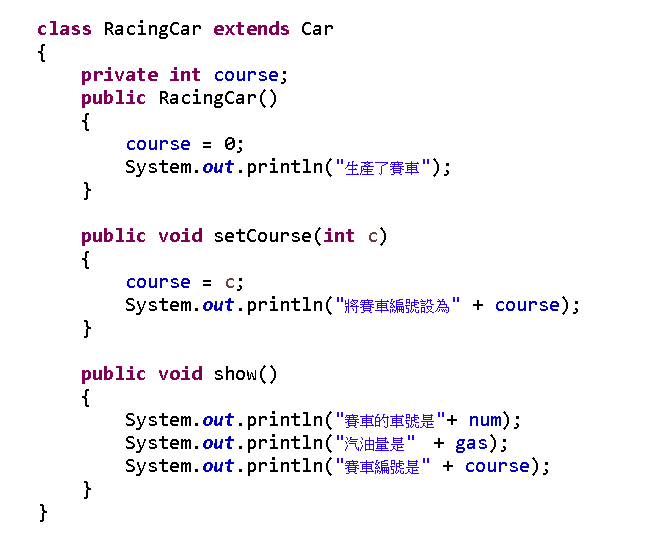 class RacingCar extends Car
{
    private int course;
    public RacingCar()
    {
        course = 0;
        System.out.println("生產了賽車");
    }

    public void setCourse(int c)
    {
        course = c;
        System.out.println("將賽車編號設為" + course);
    }

    public void show()
    {
        System.out.println("賽車的車號是"+ num);
        System.out.println("汽油量是" + gas);
        System.out.println("賽車編號是" + course);
    }
}